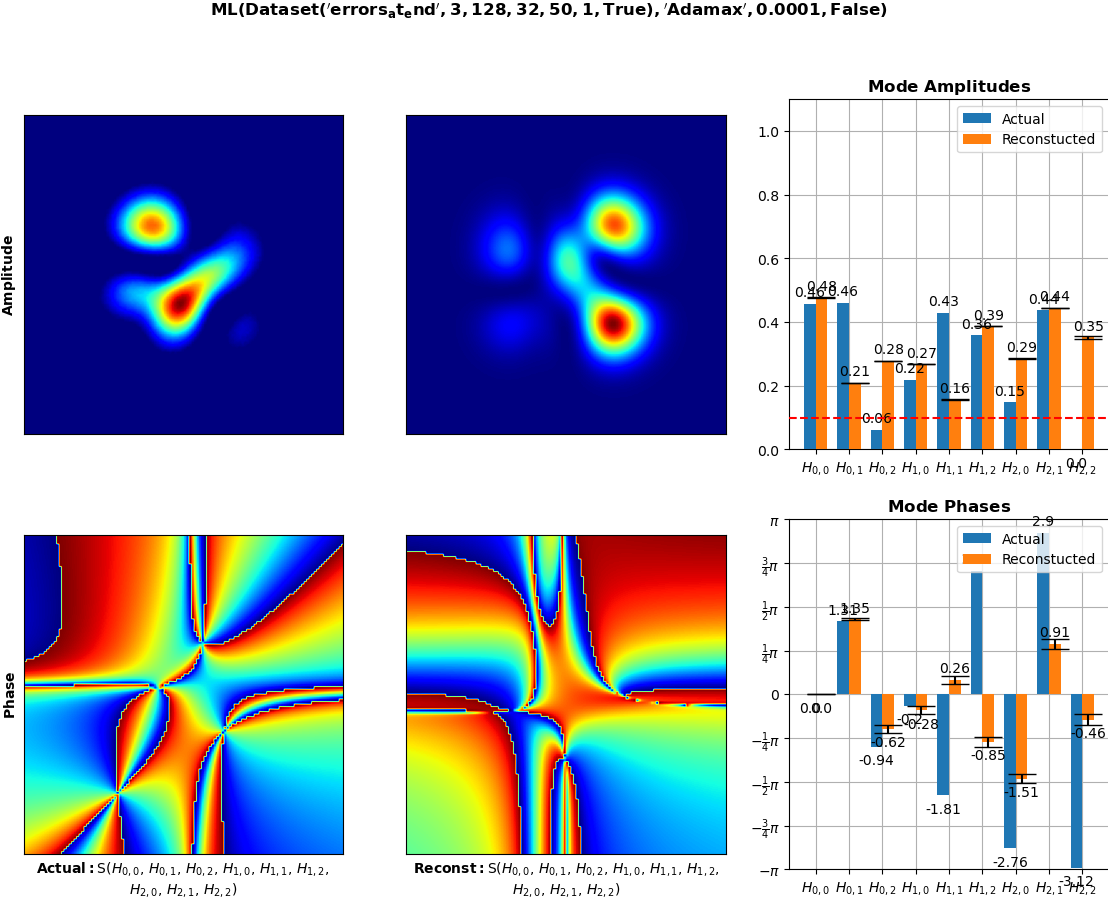 ML(Dataset('errors_at_end', 3, 128, 32, 50, 1, True), 'Adamax', 0.0001, False)
Mode Amplitudes
Amplitude
Actual
Reconstucted
1.0
0.8
0.6
0.4
0.2
0.0
0.46 0.48 0.46 0.21 0.06 0.28 0.22 0.27 0.43 0.16 0.36 0.39 0.15 0.29 0.44 0.44 0.0 0.35
H0,0 H0,1 H0,2 H1,0 H1,1 H1,2 H2,0 H2,1 H2,2
Mode Phases
Phase
Actual
Reconstucted
π
3/4π
1/2π
1/4π
0
−1/4π
−1/2π
−3/4π
−π
0.0 0.0 1.31 1.35 -0.94 -0.62 -0.2 -0.28 -1.81 0.26 -0.85 -2.76 -1.51 2.9 0.91 -3.12 -0.46
H0,0 H0,1 H0,2 H1,0 H1,1 H1,2 H2,0 H2,1 H2,2
Actual: S(H0,0, H0,1, H0,2, H1,0, H1,1, H1,2,
H2,0, H2,1, H2,2)
Reconst: S(H0,0, H0,1, H0,2, H1,0, H1,1, H1,2,
H2,0, H2,1, H2,2)